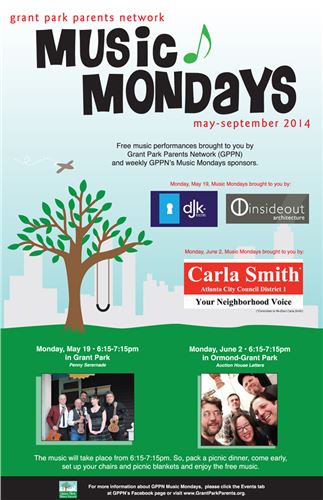 grant park parents network
MUSIC
MONDAYS
may-september 2014
Free music performances brought to you by
Grant Park Parents Network (GPPN)
and weekly GPPN's Music Mondays sponsors.
Monday, May 19, Music Mondays brought to you by:
djk
insideout
architecture
Monday, June 2, Music Mondays brought to you by:
Carla Smith
Atlanta City Council District 1
Your Neighborhood Voice
Monday, May 19 • 6:15-7:15pm
in Grant Park
Penny Serenade
Monday, June 2 • 6:15-7:15pm
in Ormond-Grant Park
Auction House Letters
The music will take place from 6:15-7:15pm. So, pack a picnic dinner, come early,
set up your chairs and picnic blankets and enjoy the free music.
For more information about GPPN Music Mondays, please click the Events tab
at GPPN's Facebook page or visit www.GrantParkParents.org.